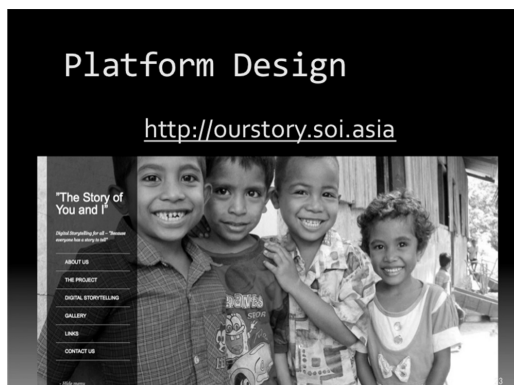 Platform Design
http://ourstory.soi.asia
"The Story of
You and I"
Digital Storytelling for all – "Because
everyone has a story to tell"
ABOUT US
THE PROJECT
DIGITAL STORYTELLING
GALLERY
LINKS
CONTACT US
3